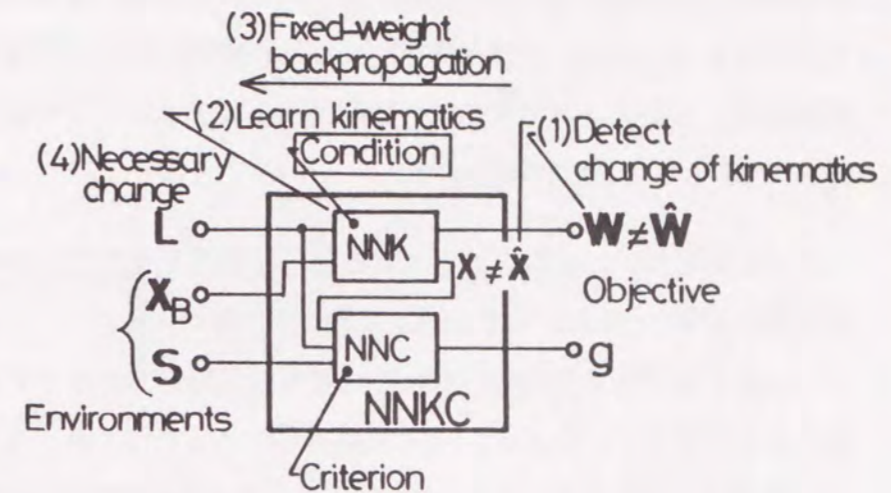 (3)Fixed-weight
backpropagation
(2)Learn kinematics
Condition
(1)Detect
change of kinematics
(4)Necessary
change
L
NNK
W ≠ Ŵ
X ≠ X̂
X_B
Objective
S
NNC
g
Environments
NNKC
Criterion